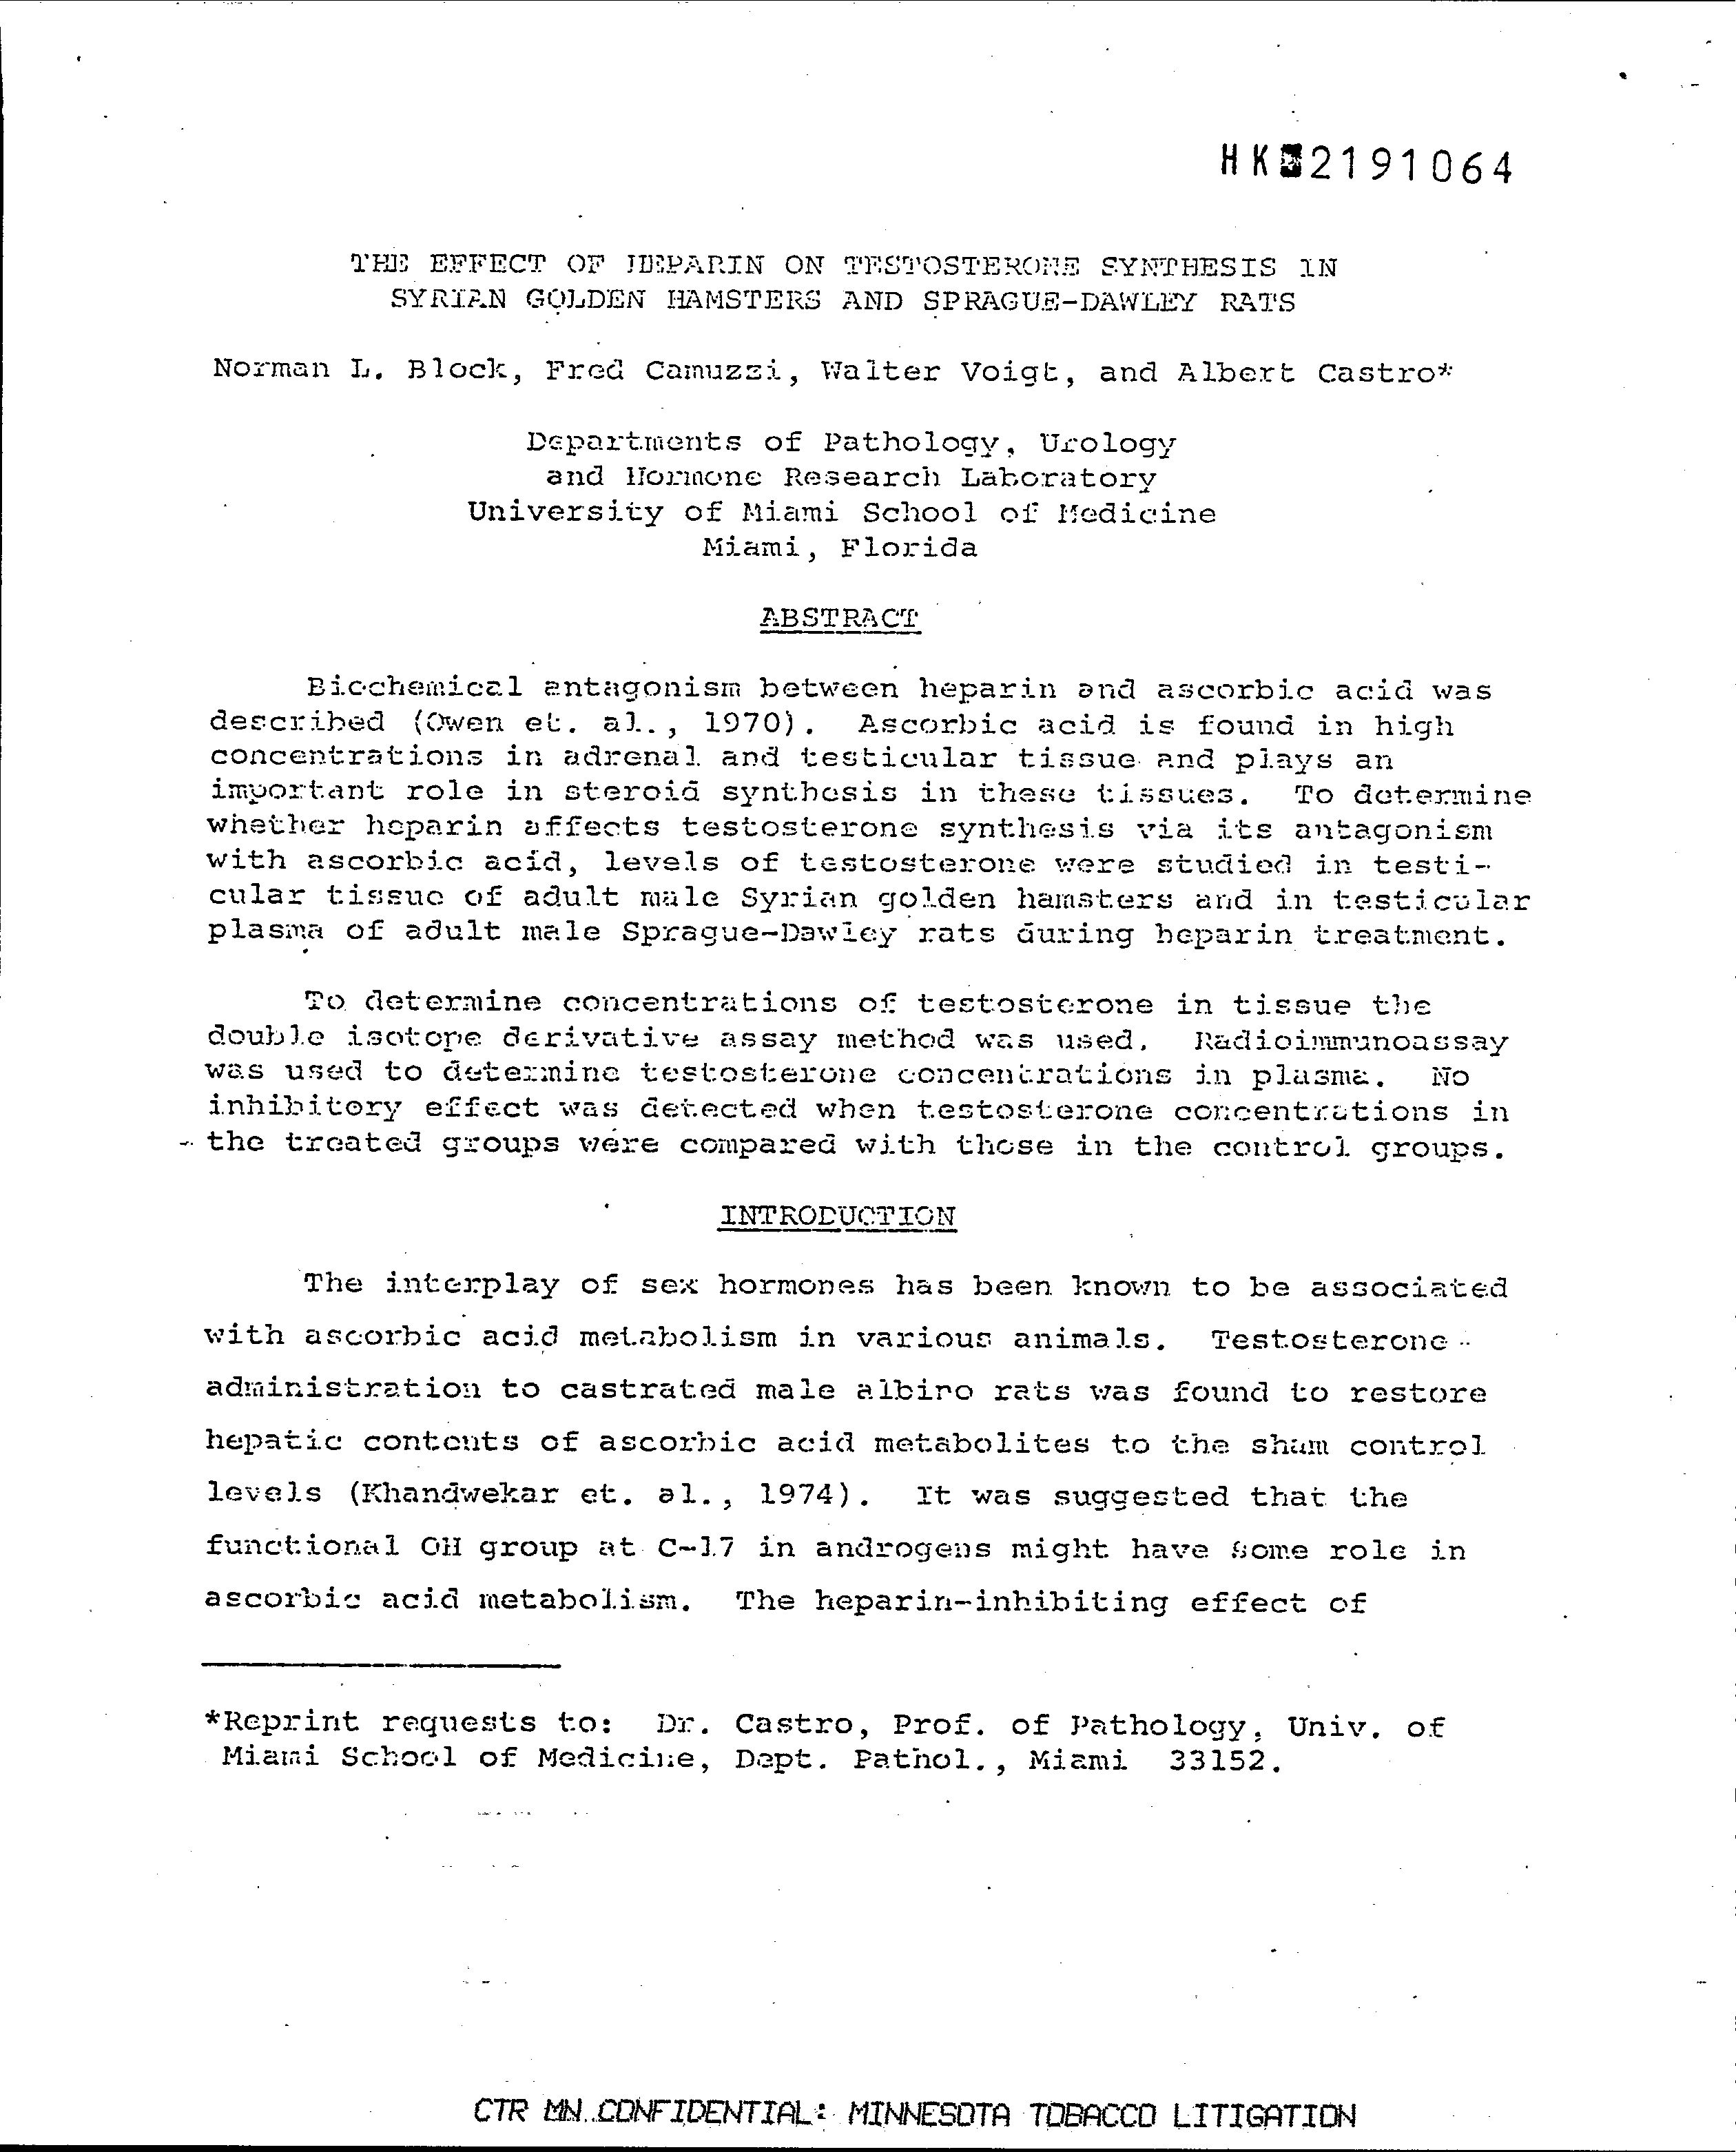 HK 2191064
THE EFFECT OF HEPARIN ON TESTOSTERONE SYNTHESIS IN
SYRIAN GOLDEN HAMSTERS AND SPRAGUE-DAWLEY RATS
Norman L. Block, Fred Camuzzi, Walter Voigt, and Albert Castro*
Departments of Pathology, Urology
and Hormone Research Laboratory
University of Miami School of Medicine
Miami, Florida
ABSTRACT
Biochemical antagonism between heparin and ascorbic acid was
described (Owen et. al., 1970). Ascorbic acid is found in high
concentrations in adrenal and testicular tissue and plays an
important role in steroid synthesis in these tissues. To determine
whether heparin affects testosterone synthesis via its antagonism
with ascorbic acid, levels of testosterone were studied in testi-
cular tissue of adult male Syrian golden hamsters and in testicular
plasma of adult male Sprague-Dawley rats during heparin treatment.
To determine concentrations of testosterone in tissue the
double isotope derivative assay method was used. Radioimmunoassay
was used to determine testosterone concentrations in plasma. No
inhibitory effect was detected when testosterone concentrations in
the treated groups were compared with those in the control groups.
INTRODUCTION
The interplay of sex hormones has been known to be associated
with ascorbic acid metabolism in various animals. Testosterone
administration to castrated male albino rats was found to restore
hepatic contents of ascorbic acid metabolites to the sham control
levels (Khandwekar et. al., 1974). It was suggested that the
functional OH group at C-17 in androgens might have some role in
ascorbic acid metabolism. The heparin-inhibiting effect of
*Reprint requests to: Dr. Castro, Prof. of Pathology, Univ. of
Miami School of Medicine, Dept. Pathol., Miami 33152.
CTR MN CONFIDENTIAL: MINNESOTA TOBACCO LITIGATION